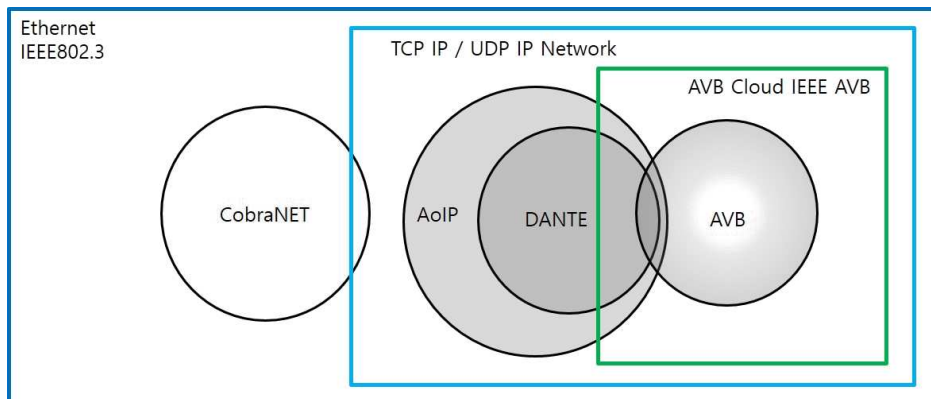 Ethernet
IEEE802.3
TCP IP / UDP IP Network
AVB Cloud IEEE AVB
CobraNET
AoIP
DANTE
AVB